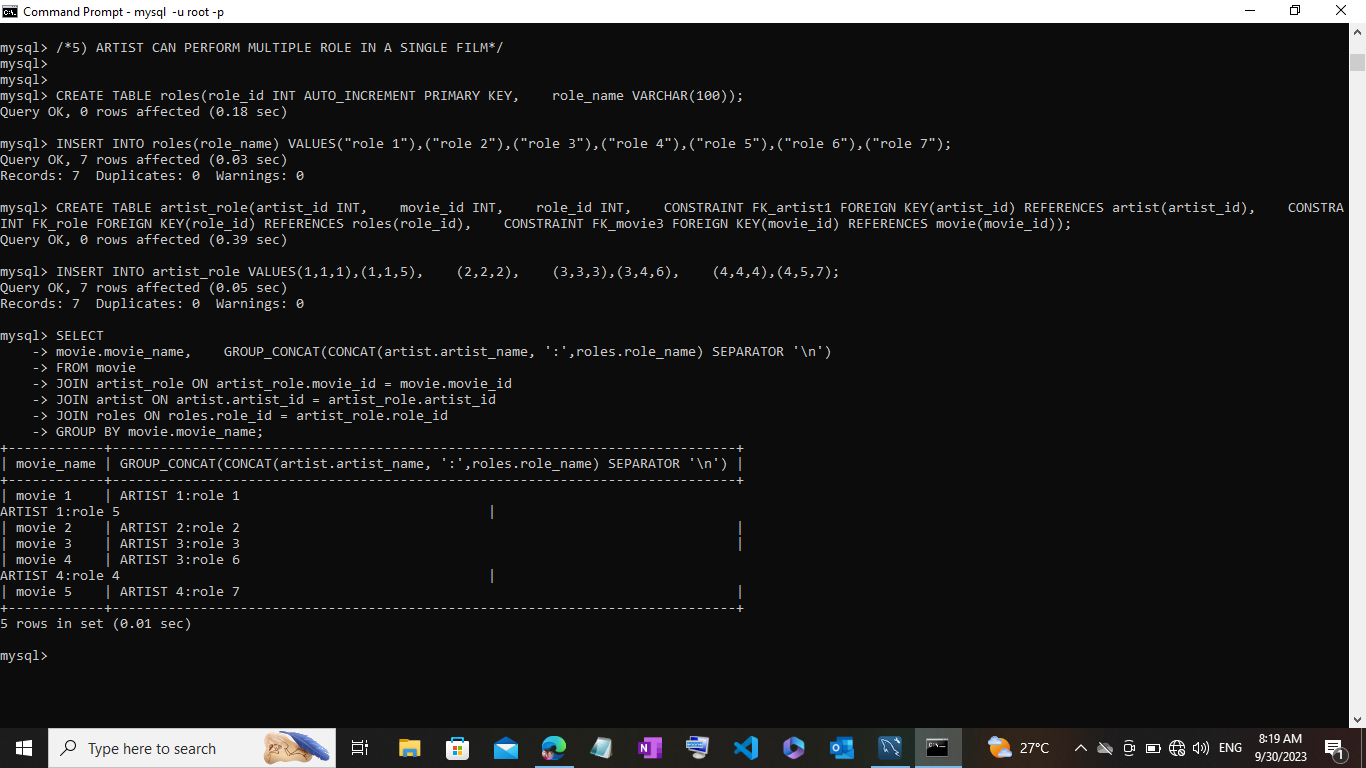 Command Prompt - mysql  -u root -p
mysql> /*5) ARTIST CAN PERFORM MULTIPLE ROLE IN A SINGLE FILM*/
mysql>
mysql>
mysql> CREATE TABLE roles(role_id INT AUTO_INCREMENT PRIMARY KEY,    role_name VARCHAR(100));
Query OK, 0 rows affected (0.18 sec)
mysql> INSERT INTO roles(role_name) VALUES("role 1"),("role 2"),("role 3"),("role 4"),("role 5"),("role 6"),("role 7");
Query OK, 7 rows affected (0.03 sec)
Records: 7  Duplicates: 0  Warnings: 0
mysql> CREATE TABLE artist_role(artist_id INT,    movie_id INT,    role_id INT,    CONSTRAINT FK_artist1 FOREIGN KEY(artist_id) REFERENCES artist(artist_id),    CONSTRA
INT FK_role FOREIGN KEY(role_id) REFERENCES roles(role_id),    CONSTRAINT FK_movie3 FOREIGN KEY(movie_id) REFERENCES movie(movie_id));
Query OK, 0 rows affected (0.39 sec)
mysql> INSERT INTO artist_role VALUES(1,1,1),(1,1,5),    (2,2,2),    (3,3,3),(3,4,6),    (4,4,4),(4,5,7);
Query OK, 7 rows affected (0.05 sec)
Records: 7  Duplicates: 0  Warnings: 0
mysql> SELECT
    -> movie.movie_name,    GROUP_CONCAT(CONCAT(artist.artist_name, ':',roles.role_name) SEPARATOR '\n')
    -> FROM movie
    -> JOIN artist_role ON artist_role.movie_id = movie.movie_id
    -> JOIN artist ON artist.artist_id = artist_role.artist_id
    -> JOIN roles ON roles.role_id = artist_role.role_id
    -> GROUP BY movie.movie_name;
+------------+------------------------------------------------------------------------------+
| movie_name | GROUP_CONCAT(CONCAT(artist.artist_name, ':',roles.role_name) SEPARATOR '\n') |
+------------+------------------------------------------------------------------------------+
| movie 1    | ARTIST 1:role 1
ARTIST 1:role 5                                              |
| movie 2    | ARTIST 2:role 2                                                              |
| movie 3    | ARTIST 3:role 3                                                              |
| movie 4    | ARTIST 3:role 6
ARTIST 4:role 4                                              |
| movie 5    | ARTIST 4:role 7                                                              |
+------------+------------------------------------------------------------------------------+
5 rows in set (0.01 sec)
mysql>
Type here to search
27°C
ENG
8:19 AM
9/30/2023
1